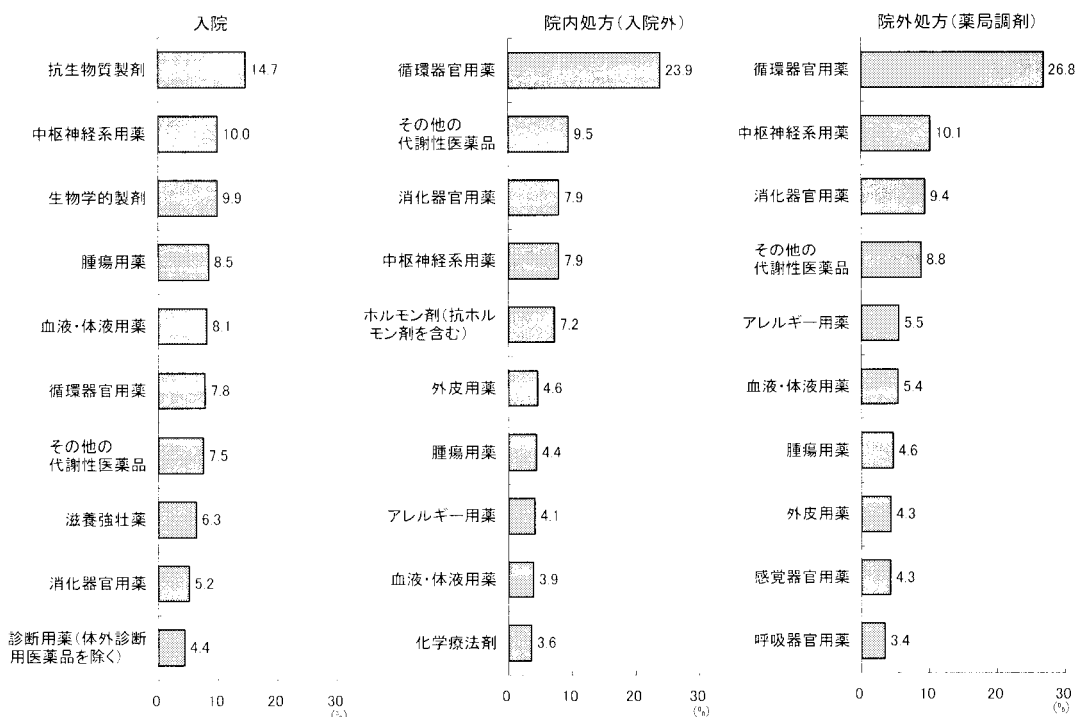 入院
抗生物質製剤 14.7
中枢神経系用薬 10.0
生物学的製剤 9.9
腫瘍用薬 8.5
血液・体液用薬 8.1
循環器官用薬 7.8
その他の
代謝性医薬品 7.5
滋養強壮薬 6.3
消化器官用薬 5.2
診断用薬(体外診断
用医薬品を除く) 4.4
0 10 20 30
(%)
院内処方(入院外)
循環器官用薬 23.9
その他の
代謝性医薬品 9.5
消化器官用薬 7.9
中枢神経系用薬 7.9
ホルモン剤(抗ホル
モン剤を含む) 7.2
外皮用薬 4.6
腫瘍用薬 4.4
アレルギー用薬 4.1
血液・体液用薬 3.9
化学療法剤 3.6
0 10 20 30
(%)
院外処方(薬局調剤)
循環器官用薬 26.8
中枢神経系用薬 10.1
消化器官用薬 9.4
その他の
代謝性医薬品 8.8
アレルギー用薬 5.5
血液・体液用薬 5.4
腫瘍用薬 4.6
外皮用薬 4.3
感覚器官用薬 4.3
呼吸器官用薬 3.4
0 10 20 30
(%)